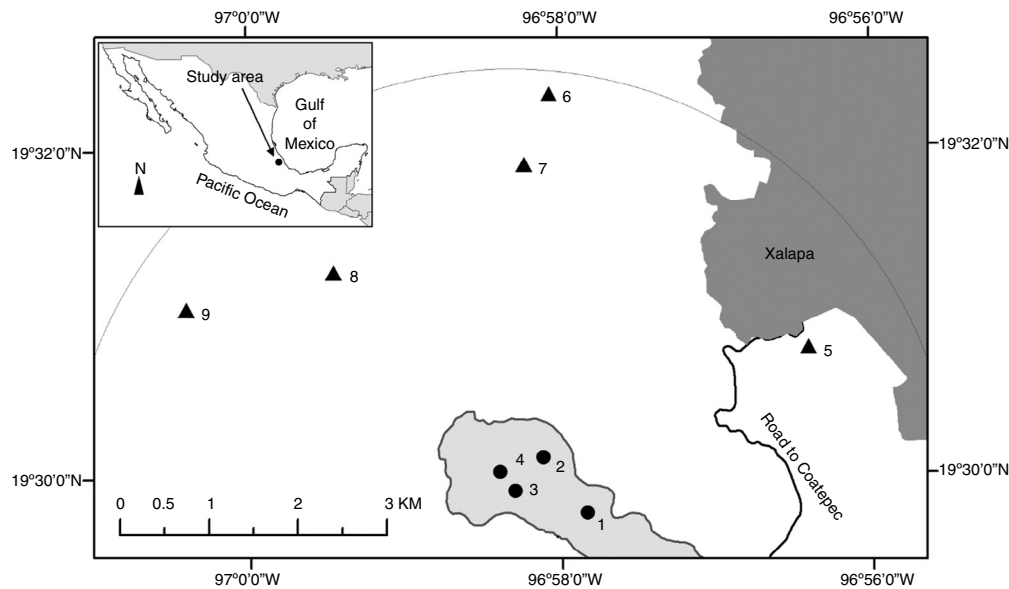 97°0'0"W
96°58'0"W
96°56'0"W
Study area
Gulf
of
Mexico
N
Pacific Ocean
19°32'0"N
19°32'0"N
6
7
Xalapa
8
9
5
Road to Coatepec
4
2
3
1
19°30'0"N
19°30'0"N
0 0.5 1 2 3 KM
97°0'0"W
96°58'0"W
96°56'0"W